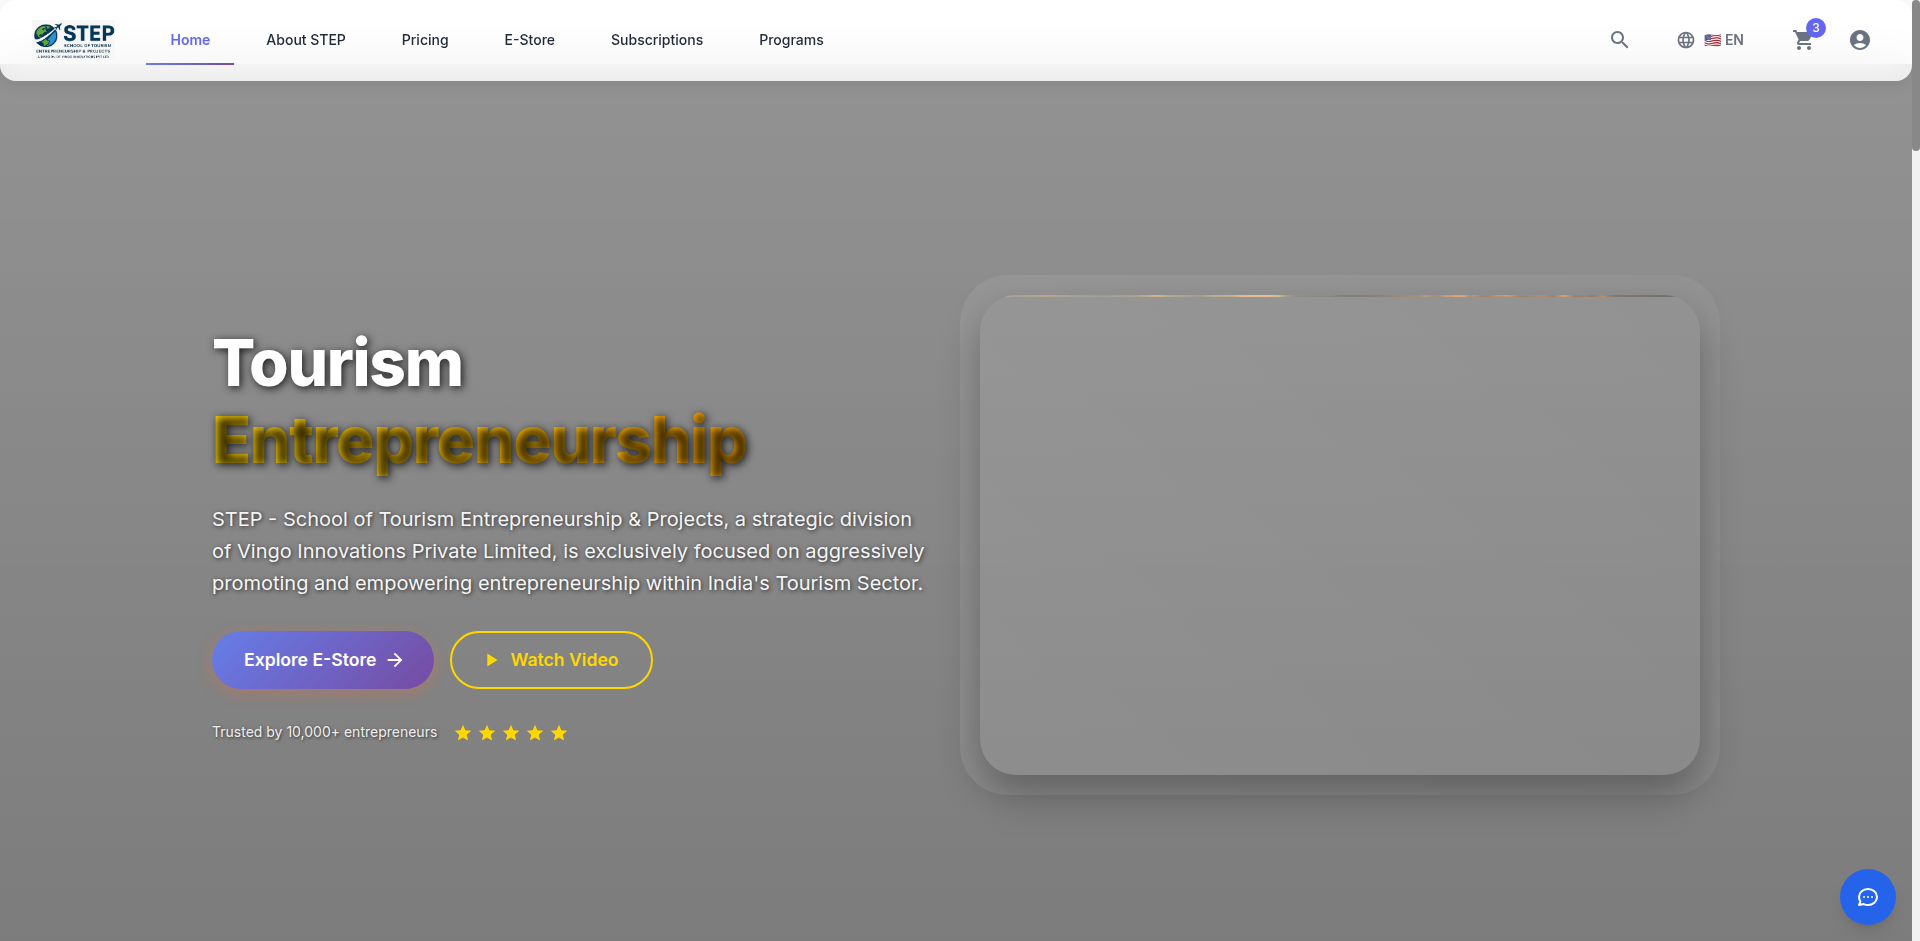 STEP
SCHOOL OF TOURISM
ENTREPRENEURSHIP & PROJECTS
Home
About STEP
Pricing
E-Store
Subscriptions
Programs
EN
3
Tourism
Entrepreneurship
STEP - School of Tourism Entrepreneurship & Projects, a strategic division
of Vingo Innovations Private Limited, is exclusively focused on aggressively
promoting and empowering entrepreneurship within India's Tourism Sector.
Explore E-Store
Watch Video
Trusted by 10,000+ entrepreneurs